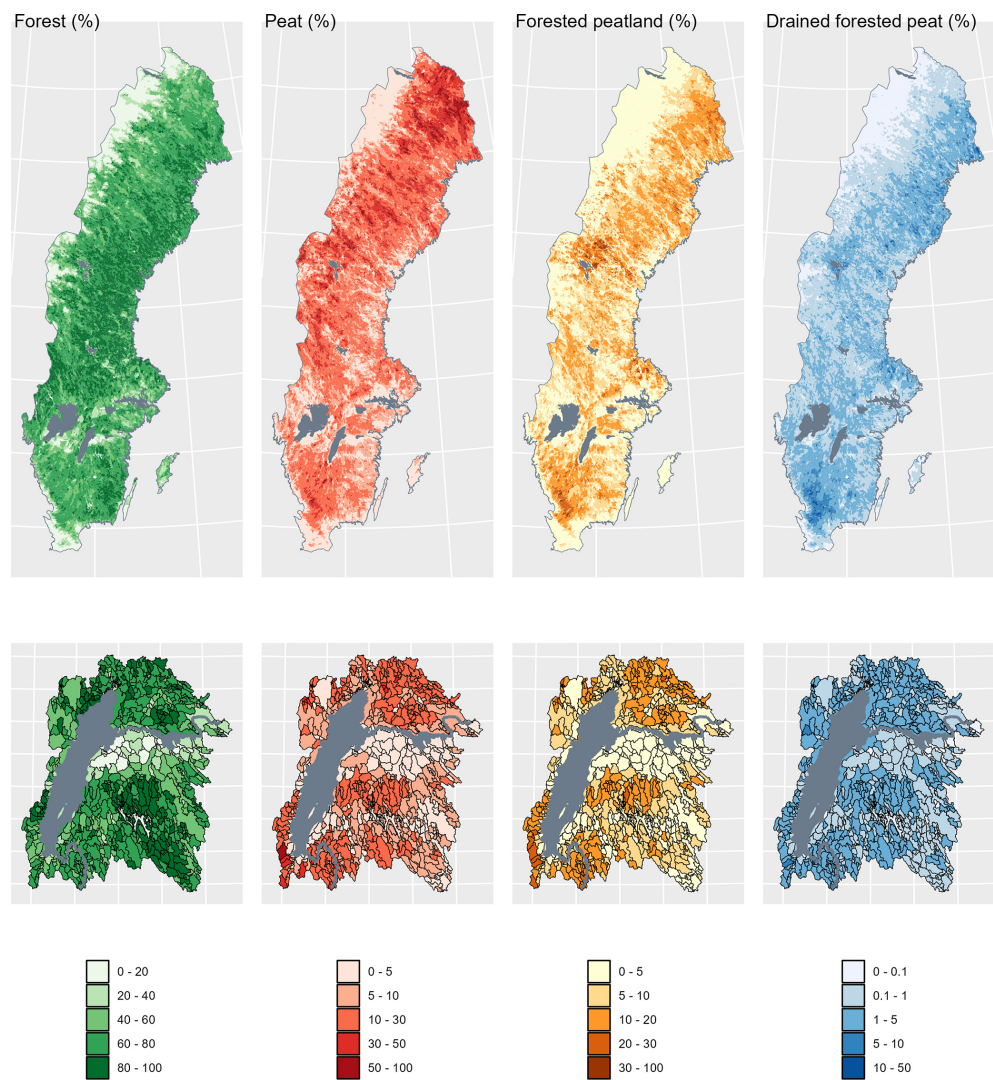 Forest (%)
Peat (%)
Forested peatland (%)
Drained forested peat (%)
0 - 20
20 - 40
40 - 60
60 - 80
80 - 100
0 - 5
5 - 10
10 - 30
30 - 50
50 - 100
0 - 5
5 - 10
10 - 20
20 - 30
30 - 100
0 - 0.1
0.1 - 1
1 - 5
5 - 10
10 - 50